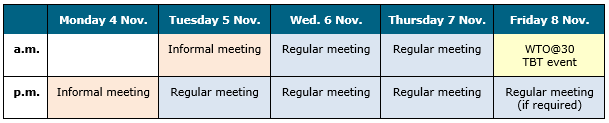 Monday 4 Nov. Tuesday 5 Nov. Wed. 6 Nov. Thursday 7 Nov. Friday 8 Nov.
a.m. Informal meeting Regular meeting Regular meeting WTO@30
TBT event
p.m. Informal meeting Regular meeting Regular meeting Regular meeting Regular meeting
(if required)